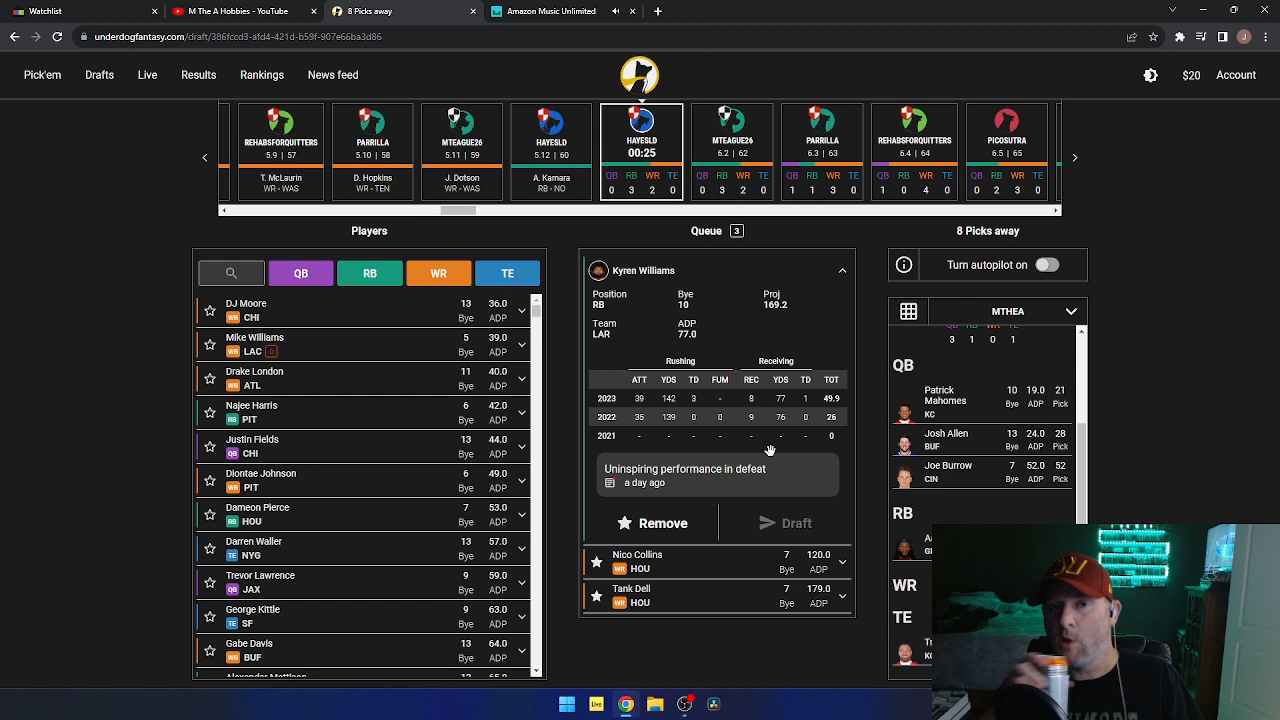 Watchlist
M The A Hobbies - YouTube
8 Picks away
Amazon Music Unlimited
underdogfantasy.com/draft/386fccd3-afd4-421d-b59f-907e66ba3d86
J
Pick'em Drafts Live Results Rankings News feed
$20 Account
REHABSFORQUITTERS PARRILLA MTEAGUE26 HAYESLD HAYESLD MTEAGUE26 PARRILLA REHABSFORQUITTERS PICOSUTRA
5.9 | 57 5.10 | 58 5.11 | 59 5.12 | 60 00:25 6.2 | 62 6.3 | 63 6.4 | 64 6.5 | 65
T. McLaurin D. Hopkins J. Dotson A. Kamara QB RB WR TE QB RB WR TE QB RB WR TE QB RB WR TE QB RB WR TE
WR - WAS WR - TEN WR - WAS RB - NO 0 3 2 0 0 3 2 0 1 1 3 0 1 0 4 0 0 2 3 0
Players
QB RB WR TE
DJ Moore 13 36.0
WR CHI Bye ADP
Mike Williams 5 39.0
WR LAC O Bye ADP
Drake London 11 40.0
WR ATL Bye ADP
Najee Harris 6 42.0
RB PIT Bye ADP
Justin Fields 13 44.0
QB CHI Bye ADP
Diontae Johnson 6 49.0
WR PIT Bye ADP
Dameon Pierce 7 53.0
RB HOU Bye ADP
Darren Waller 13 57.0
TE NYG Bye ADP
Trevor Lawrence 9 59.0
QB JAX Bye ADP
George Kittle 9 63.0
TE SF Bye ADP
Gabe Davis 13 64.0
WR BUF Bye ADP
Queue 3
Kyren Williams
Position Bye Proj
RB 10 169.2
Team ADP
LAR 77.0
Rushing Receiving
ATT YDS TD FUM REC YDS TD TOT
2023 39 142 3 - 8 77 1 49.9
2022 35 139 0 0 9 76 0 26
2021 - - - - - - - 0
Uninspiring performance in defeat
a day ago
Remove Draft
Nico Collins 7 120.0
WR HOU Bye ADP
Tank Dell 7 179.0
WR HOU Bye ADP
8 Picks away
Turn autopilot on
MTHEA
QB RB WR TE
3 1 0 1
QB
Patrick Mahomes 10 19.0 21
KC Bye ADP Pick
Josh Allen 13 24.0 28
BUF Bye ADP Pick
Joe Burrow 7 52.0 52
CIN Bye ADP Pick
RB
WR
TE
Live